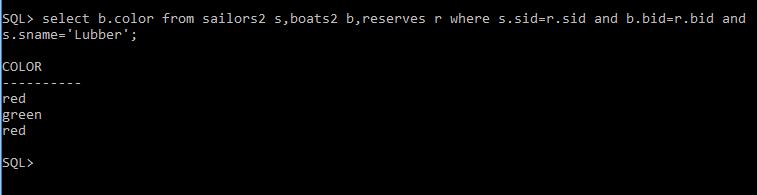 SQL> select b.color from sailors2 s,boats2 b,reserves r where s.sid=r.sid and b.bid=r.bid and
s.sname='Lubber';
COLOR
----------
red
green
red
SQL>